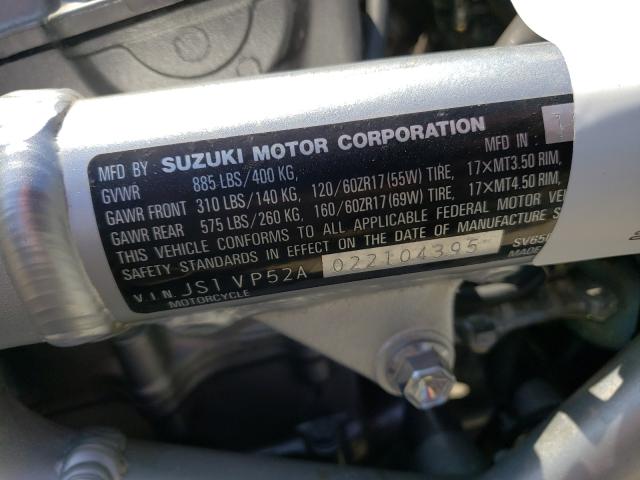 MFD BY SUZUKI MOTOR CORPORATION MFD IN
GVWR 885 LBS/400 KG,
GAWR FRONT 310 LBS/140 KG, 120/60ZR17(55W) TIRE, 17×MT3.50 RIM,
GAWR REAR 575 LBS/260 KG, 160/60ZR17(69W) TIRE, 17×MT4.50 RIM,
THIS VEHICLE CONFORMS TO ALL APPLICABLE FEDERAL MOTOR
SAFETY STANDARDS IN EFFECT ON THE DATE OF MANUFACTURE
V.I.N. JS1VP52A 022104395
MOTORCYCLE